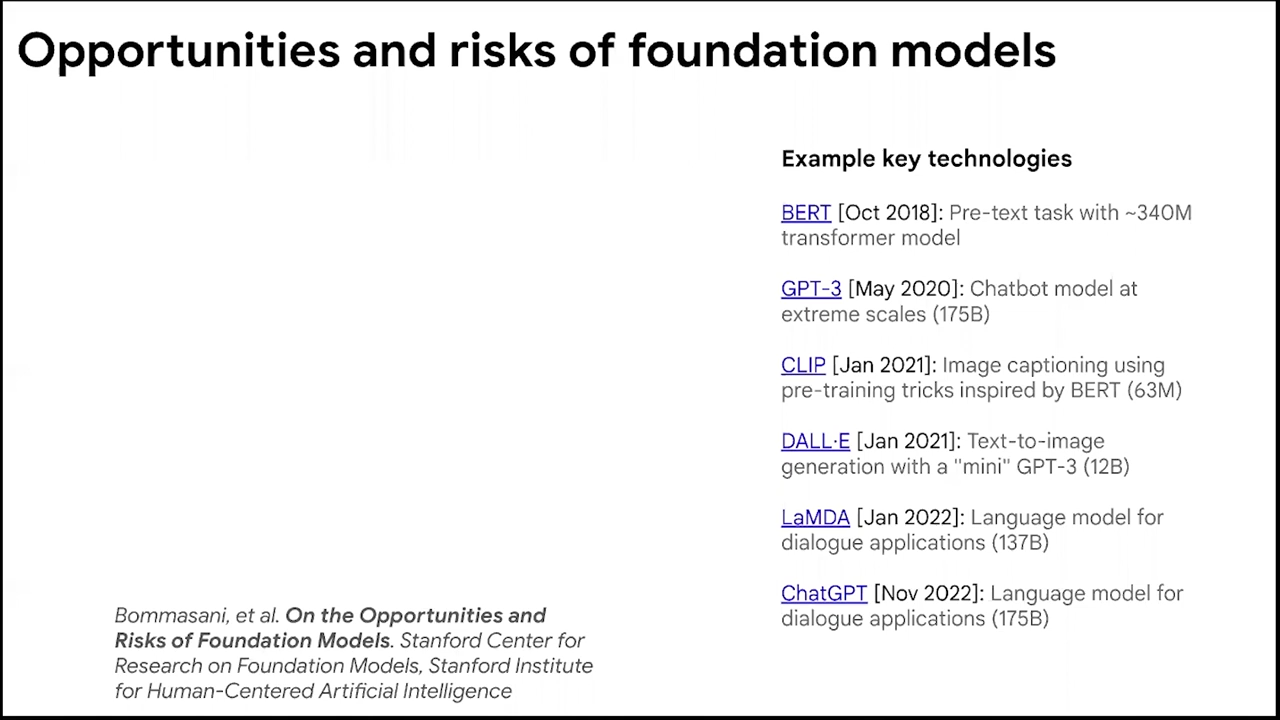 Opportunities and risks of foundation models
Example key technologies
BERT [Oct 2018]: Pre-text task with ~340M
transformer model
GPT-3 [May 2020]: Chatbot model at
extreme scales (175B)
CLIP [Jan 2021]: Image captioning using
pre-training tricks inspired by BERT (63M)
DALL·E [Jan 2021]: Text-to-image
generation with a "mini" GPT-3 (12B)
LaMDA [Jan 2022]: Language model for
dialogue applications (137B)
ChatGPT [Nov 2022]: Language model for
dialogue applications (175B)
Bommasani, et al. On the Opportunities and
Risks of Foundation Models. Stanford Center for
Research on Foundation Models, Stanford Institute
for Human-Centered Artificial Intelligence